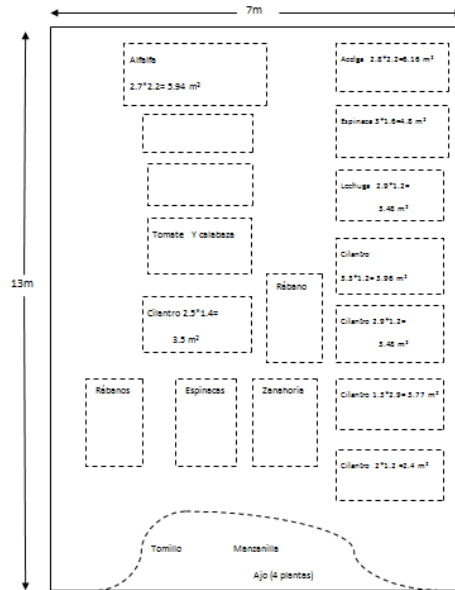 7m
13m
Alfalfa
2.7*2.2= 5.94 m²
Acelga 2.8*2.2=6.16 m²
Espinaca 3*1.6=4.8 m²
Lechuga 2.9*1.2=
3.48 m²
Tomate Y calabaza
Cilantro
3.3*1.2= 3.96 m²
Rábano
Cilantro 2.5*1.4=
3.5 m²
Cilantro 2.9*1.2=
3.48 m²
Rábanos
Espinacas
Zanahoria
Cilantro 1.3*2.9= 3.77 m²
Cilantro 2*1.2 =2.4 m²
Tomillo
Manzanilla
Ajo (4 plantas)